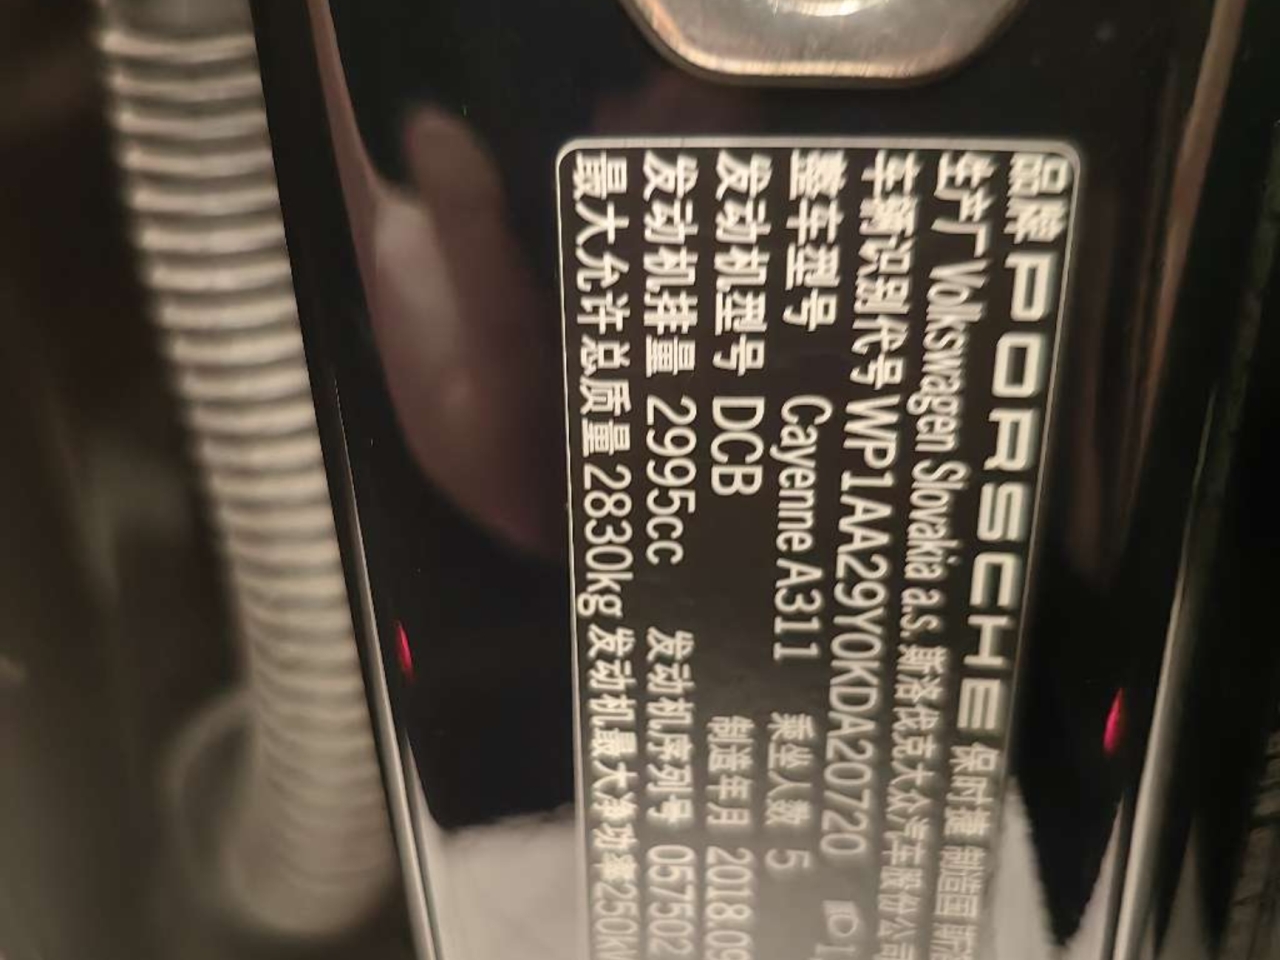 品牌 PORSCHE 保时捷 制造国 斯洛
生产厂 Volkswagen Slovakia a.s. 斯洛伐克大众汽车股份公司
车辆识别代号 WP1AA29Y0KDA20720
整车型号 Cayenne A311 乘坐人数 5
发动机型号 DCB 制造年月 2018.09
发动机排量 2995cc 发动机序列号 057502
最大允许总质量 2830kg 发动机最大净功率 250kW